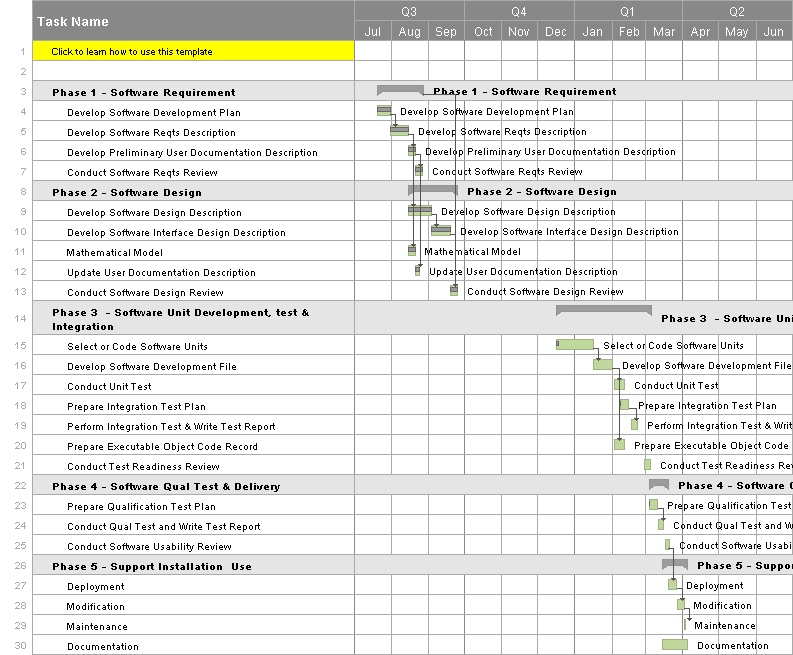 Task Name
Q3 Q4 Q1 Q2
Jul Aug Sep Oct Nov Dec Jan Feb Mar Apr May Jun
1 Click to learn how to use this template
2
3 Phase 1 - Software Requirement Phase 1 - Software Requirement
4 Develop Software Development Plan Develop Software Development Plan
5 Develop Software Reqts Description Develop Software Reqts Description
6 Develop Preliminary User Documentation Description Develop Preliminary User Documentation Description
7 Conduct Software Reqts Review Conduct Software Reqts Review
8 Phase 2 - Software Design Phase 2 - Software Design
9 Develop Software Design Description Develop Software Design Description
10 Develop Software Interface Design Description Develop Software Interface Design Description
11 Mathematical Model Mathematical Model
12 Update User Documentation Description Update User Documentation Description
13 Conduct Software Design Review Conduct Software Design Review
14 Phase 3 - Software Unit Development, test &
Integration
Phase 3 - Software Uni
15 Select or Code Software Units Select or Code Software Units
16 Develop Software Development File Develop Software Development File
17 Conduct Unit Test Conduct Unit Test
18 Prepare Integration Test Plan Prepare Integration Test Plan
19 Perform Integration Test & Write Test Report Perform Integration Test & Writ
20 Prepare Executable Object Code Record Prepare Executable Object Code
21 Conduct Test Readiness Review Conduct Test Readiness Rev
22 Phase 4 - Software Qual Test & Delivery Phase 4 - Software Q
23 Prepare Qualification Test Plan Prepare Qualification Test
24 Conduct Qual Test and Write Test Report Conduct Qual Test and W
25 Conduct Software Usability Review Conduct Software Usabi
26 Phase 5 - Support Installation Use Phase 5 - Suppo
27 Deployment Deployment
28 Modification Modification
29 Maintenance Maintenance
30 Documentation Documentation